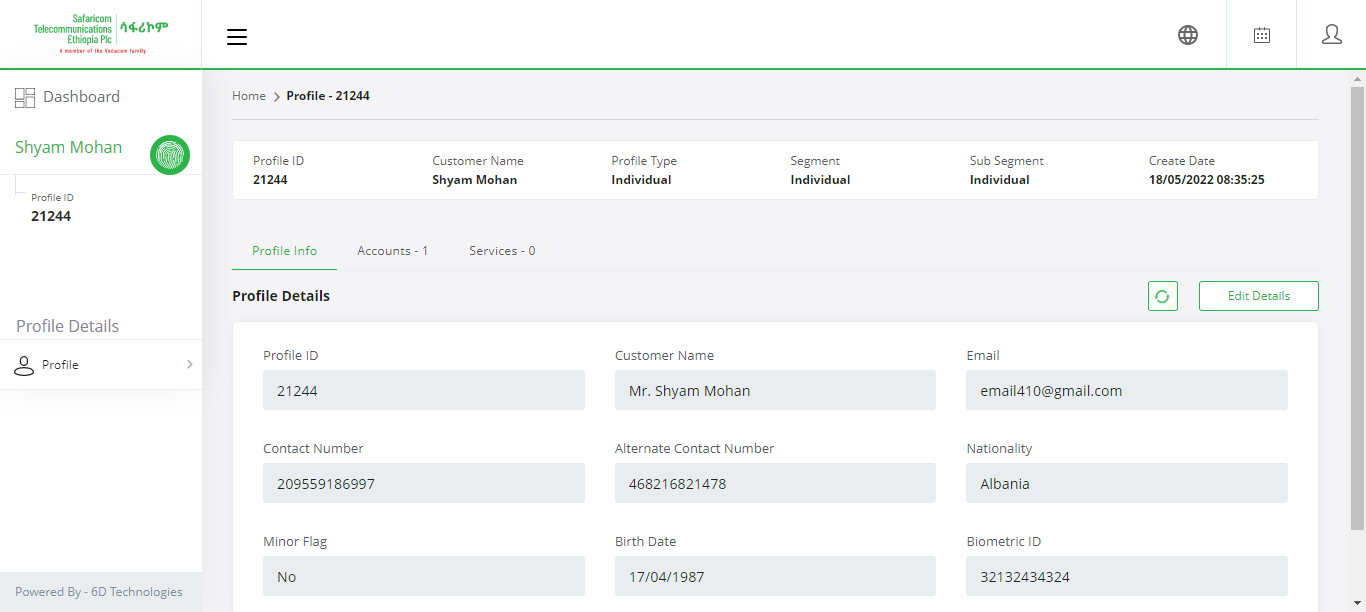 Safaricom
Telecommunications
Ethiopia Plc
ሳፋሪኮም
A member of the Vodacom family
Dashboard
Shyam Mohan
Profile ID
21244
Profile Details
Profile
Powered By - 6D Technologies
Home > Profile - 21244
Profile ID Customer Name Profile Type Segment Sub Segment Create Date
21244 Shyam Mohan Individual Individual Individual 18/05/2022 08:35:25
Profile Info Accounts - 1 Services - 0
Profile Details Edit Details
Profile ID Customer Name Email
21244 Mr. Shyam Mohan email410@gmail.com
Contact Number Alternate Contact Number Nationality
209559186997 468216821478 Albania
Minor Flag Birth Date Biometric ID
No 17/04/1987 32132434324